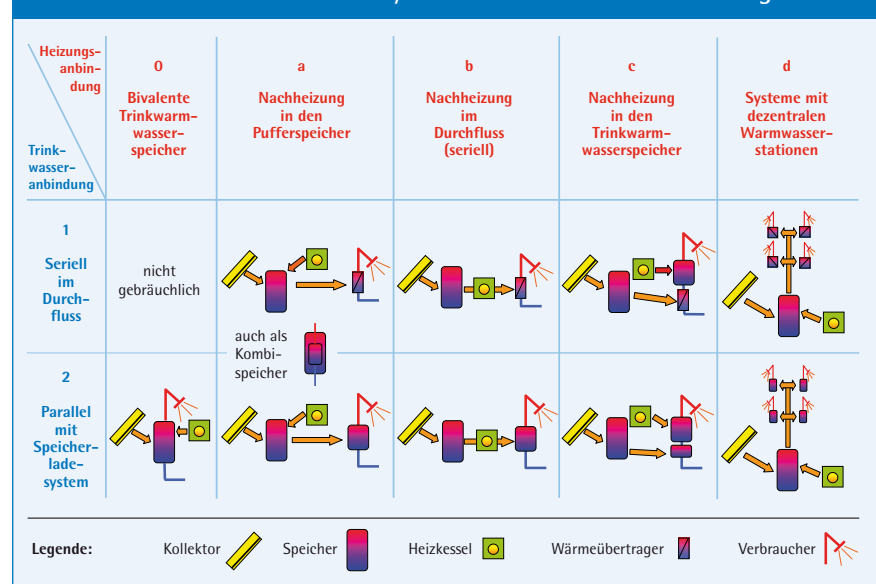 Heizungs-
anbin-
dung
Trink-
wasser-
anbindung
0
Bivalente
Trinkwarm-
wasser-
speicher
a
Nachheizung
in den
Pufferspeicher
b
Nachheizung
im
Durchfluss
(seriell)
c
Nachheizung
in den
Trinkwarm-
wasserspeicher
d
Systeme mit
dezentralen
Warmwasser-
stationen
1
Seriell
im
Durch-
fluss
nicht
gebräuchlich
auch als
Kombi-
speicher
2
Parallel
mit
Speicher-
lade-
system
Legende:
Kollektor
Speicher
Heizkessel
Wärmeübertrager
Verbraucher